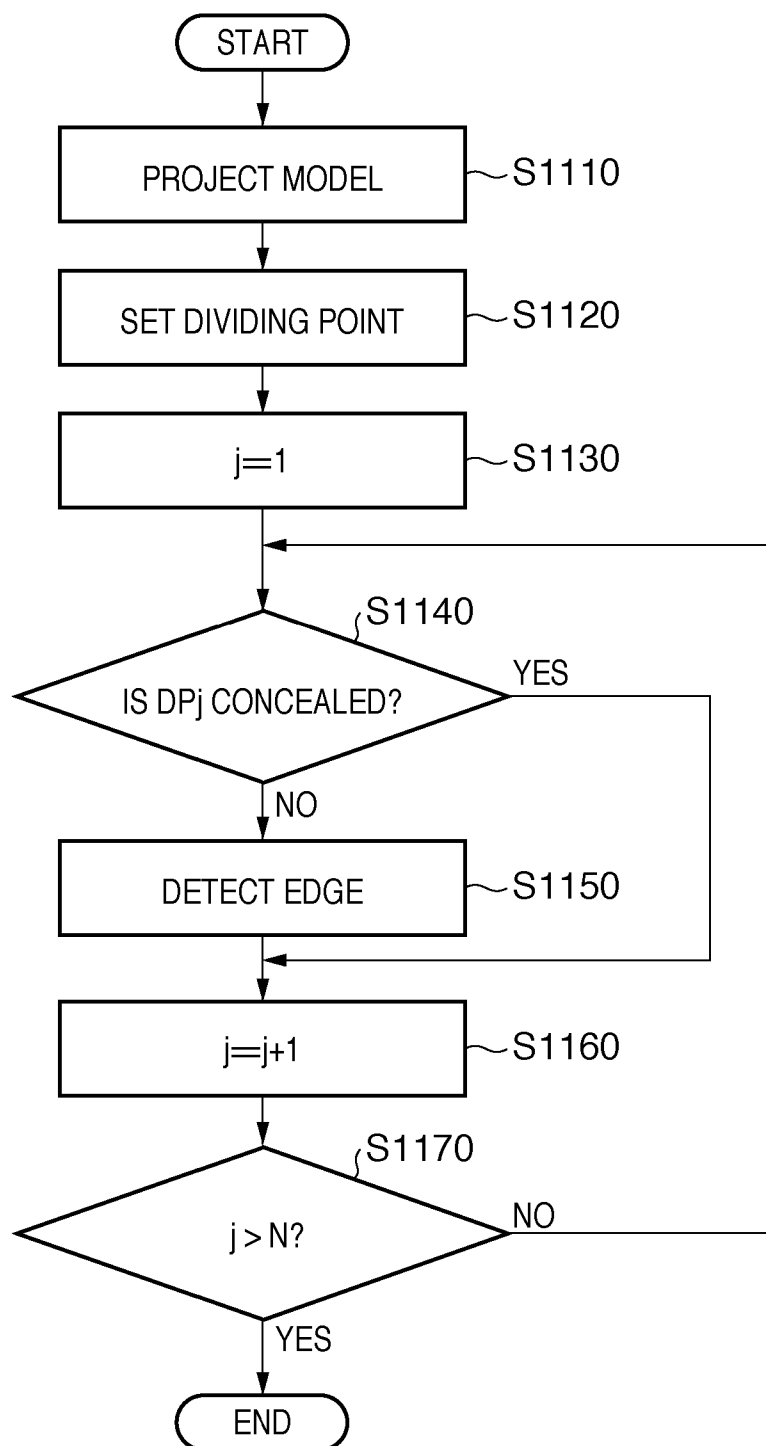 START
PROJECT MODEL
S1110
SET DIVIDING POINT
S1120
j=1
S1130
S1140
IS DPj CONCEALED?
YES
NO
DETECT EDGE
S1150
j=j+1
S1160
S1170
j > N?
NO
YES
END